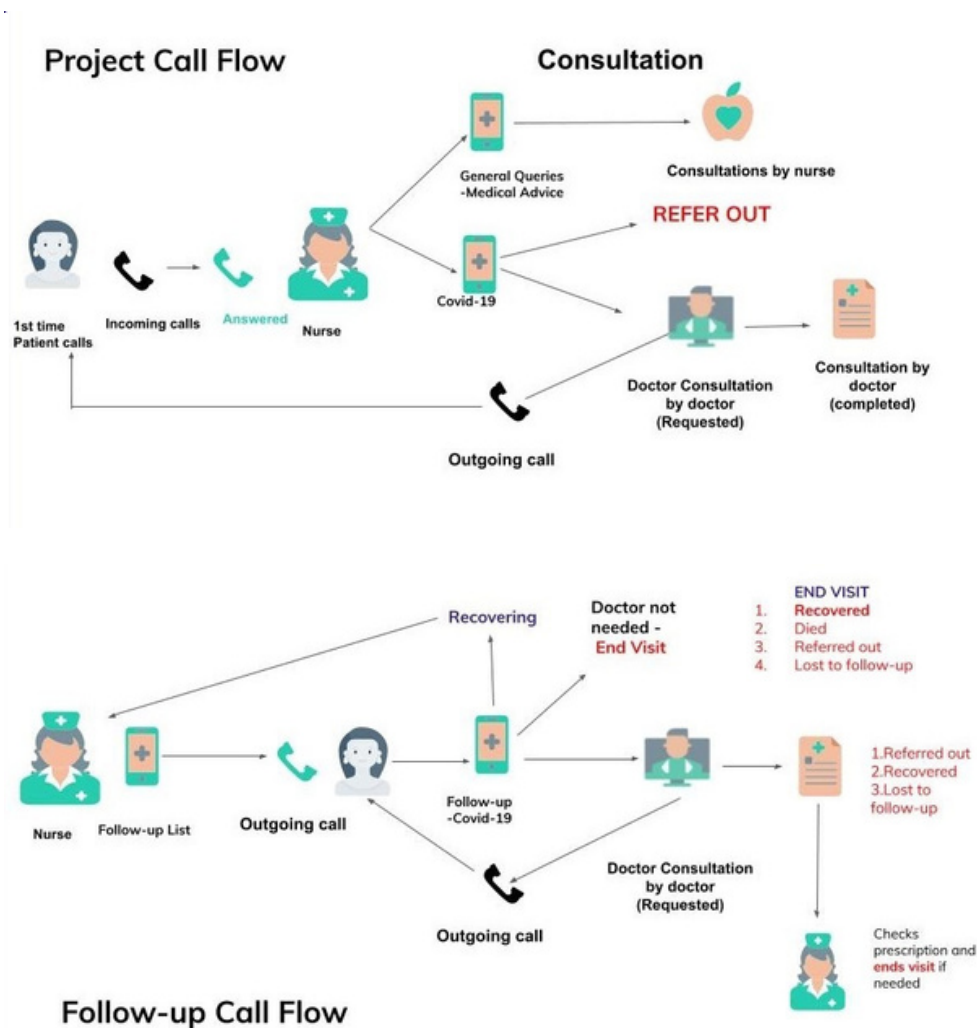 Project Call Flow
Consultation
General Queries
-Medical Advice
Consultations by nurse
REFER OUT
Covid-19
1st time
Patient calls
Incoming calls
Answered
Nurse
Doctor Consultation
by doctor
(Requested)
Consultation by
doctor
(completed)
Outgoing call
Recovering
Doctor not
needed -
End Visit
END VISIT
1. Recovered
2. Died
3. Referred out
4. Lost to follow-up
Nurse
Follow-up List
Outgoing call
Follow-up
-Covid-19
Doctor Consultation
by doctor
(Requested)
1.Referred out
2.Recovered
3.Lost to
follow-up
Outgoing call
Checks
prescription and
ends visit if
needed
Follow-up Call Flow